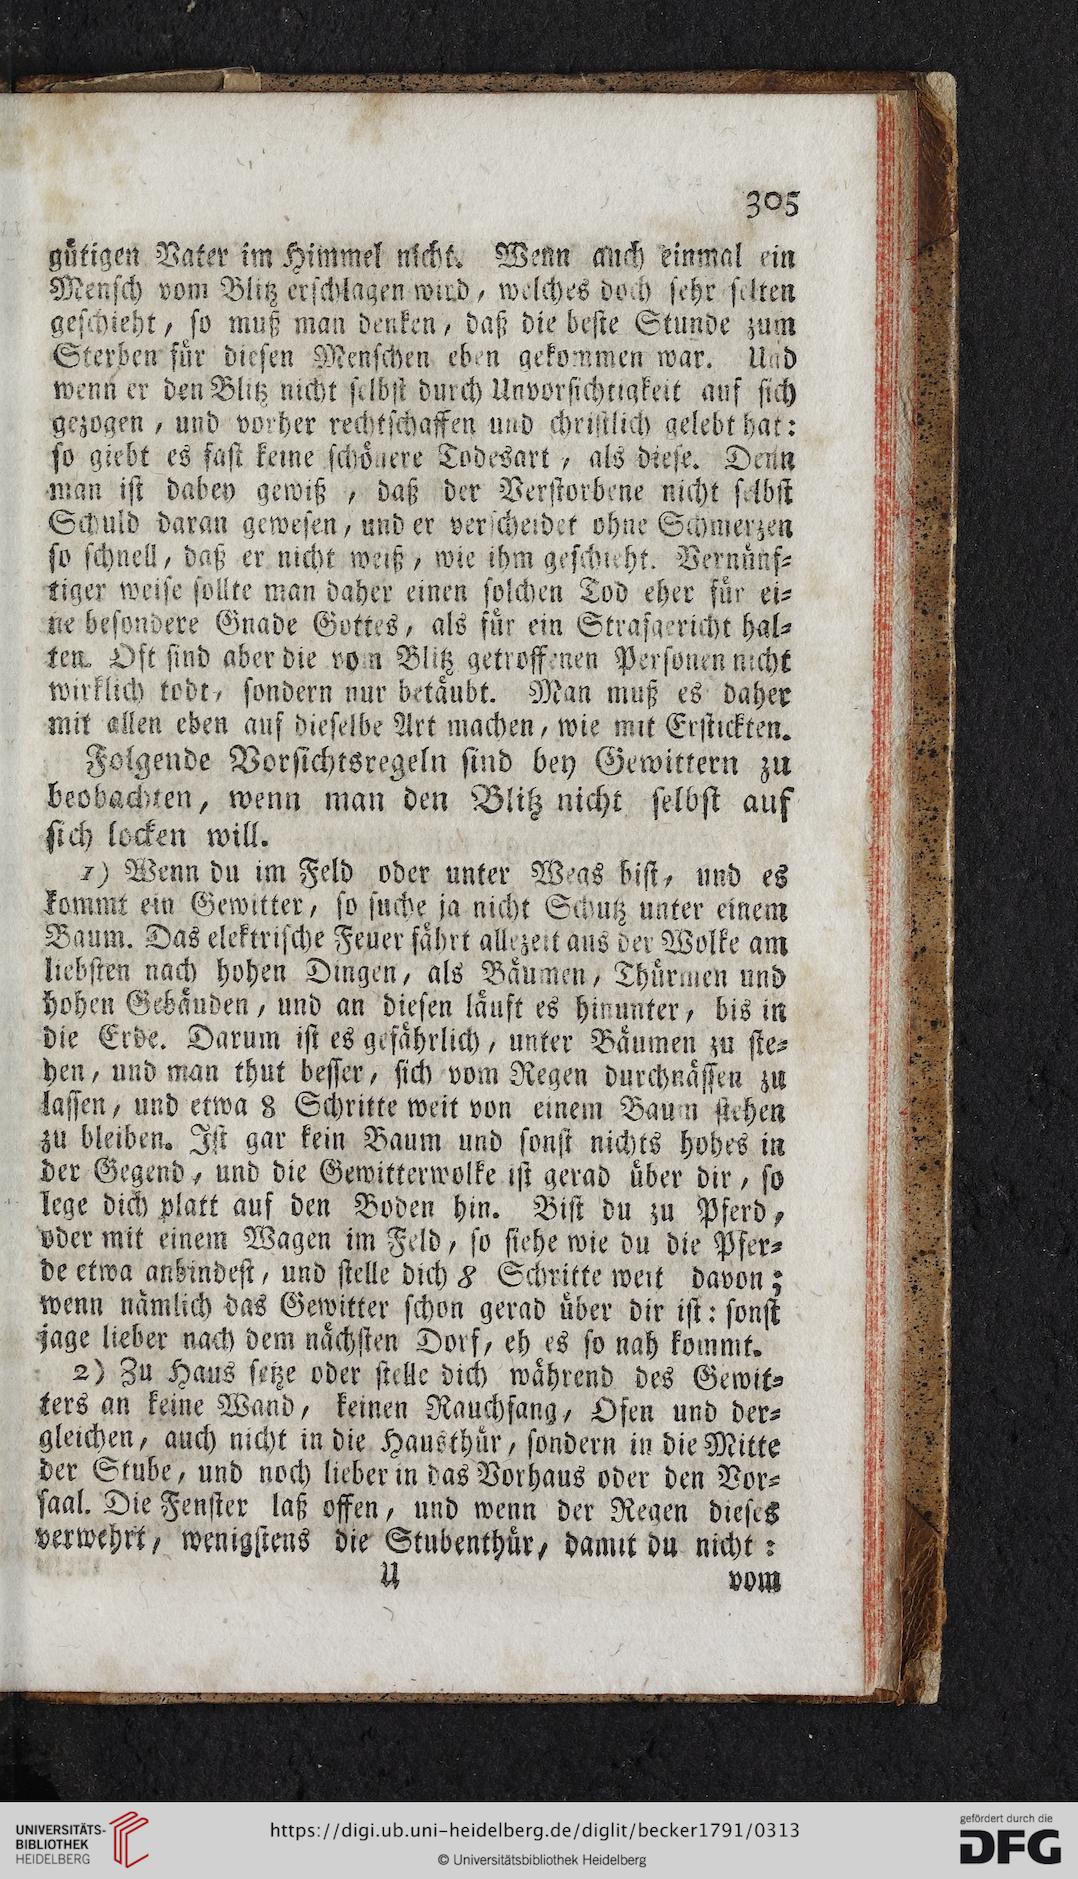 305
gütigen Vater im Himmel nicht. Wenn auch einmal ein
Mensch vom Blitz erschlagen wird, welches doch sehr selten
geschieht, so muß man denken, daß die beste Stunde zum
Sterben für diesen Menschen eben gekommen war. Und
wenn er den Blitz nicht selbst durch Unvorsichtigkeit auf sich
gezogen, und vorher rechtschaffen und christlich gelebt hat:
so giebt es fast keine schönere Todesart, als diese. Denn
man ist dabey gewiß, daß der Verstorbene nicht selbst
Schuld daran gewesen, und er verscheidet ohne Schmerzen
so schnell, daß er nicht weiß, wie ihm geschieht. Vernünf-
tiger weise sollte man daher einen solchen Tod eher für ei-
ne besondere Gnade Gottes, als für ein Strafgericht hal-
ten. Oft sind aber die vom Blitz getroffenen Personen nicht
wirklich todt, sondern nur betäubt. Man muß es daher
mit allen eben auf dieselbe Art machen, wie mit Erstickten.
Folgende Vorsichtsregeln sind bey Gewittern zu
beobachten, wenn man den Blitz nicht selbst auf
sich locken will.
1) Wenn du im Feld oder unter Wegs bist, und es
kommt ein Gewitter, so suche ja nicht Schutz unter einem
Baum. Das elektrische Feuer fährt allezeit aus der Wolke am
liebsten nach hohen Dingen, als Bäumen, Thürmen und
hohen Gebäuden, und an diesen läuft es hinunter, bis in
die Erde. Darum ist es gefährlich, unter Bäumen zu ste-
hen, und man thut besser, sich vom Regen durchnässen zu
lassen, und etwa 8 Schritte weit von einem Baum stehen
zu bleiben. Ist gar kein Baum und sonst nichts hohes in
der Gegend, und die Gewitterwolke ist gerad über dir, so
lege dich platt auf den Boden hin. Bist du zu Pferd,
oder mit einem Wagen im Feld, so siehe wie du die Pfer-
de etwa anbindest, und stelle dich 8 Schritte weit davon;
wenn nämlich das Gewitter schon gerad über dir ist: sonst
jage lieber nach dem nächsten Dorf, eh es so nah kommt.
2) Zu Haus setze oder stelle dich während des Gewit-
ters an keine Wand, keinen Rauchfang, Ofen und der-
gleichen, auch nicht in die Hausthür, sondern in die Mitte
der Stube, und noch lieber in das Vorhaus oder den Vor-
saal. Die Fenster laß offen, und wenn der Regen dieses
verwehrt, wenigstens die Stubenthür, damit du nicht:
U vom
UNIVERSITÄTS-
BIBLIOTHEK
HEIDELBERG
https://digi.ub.uni-heidelberg.de/diglit/becker1791/0313
© Universitätsbibliothek Heidelberg
gefördert durch die
DFG